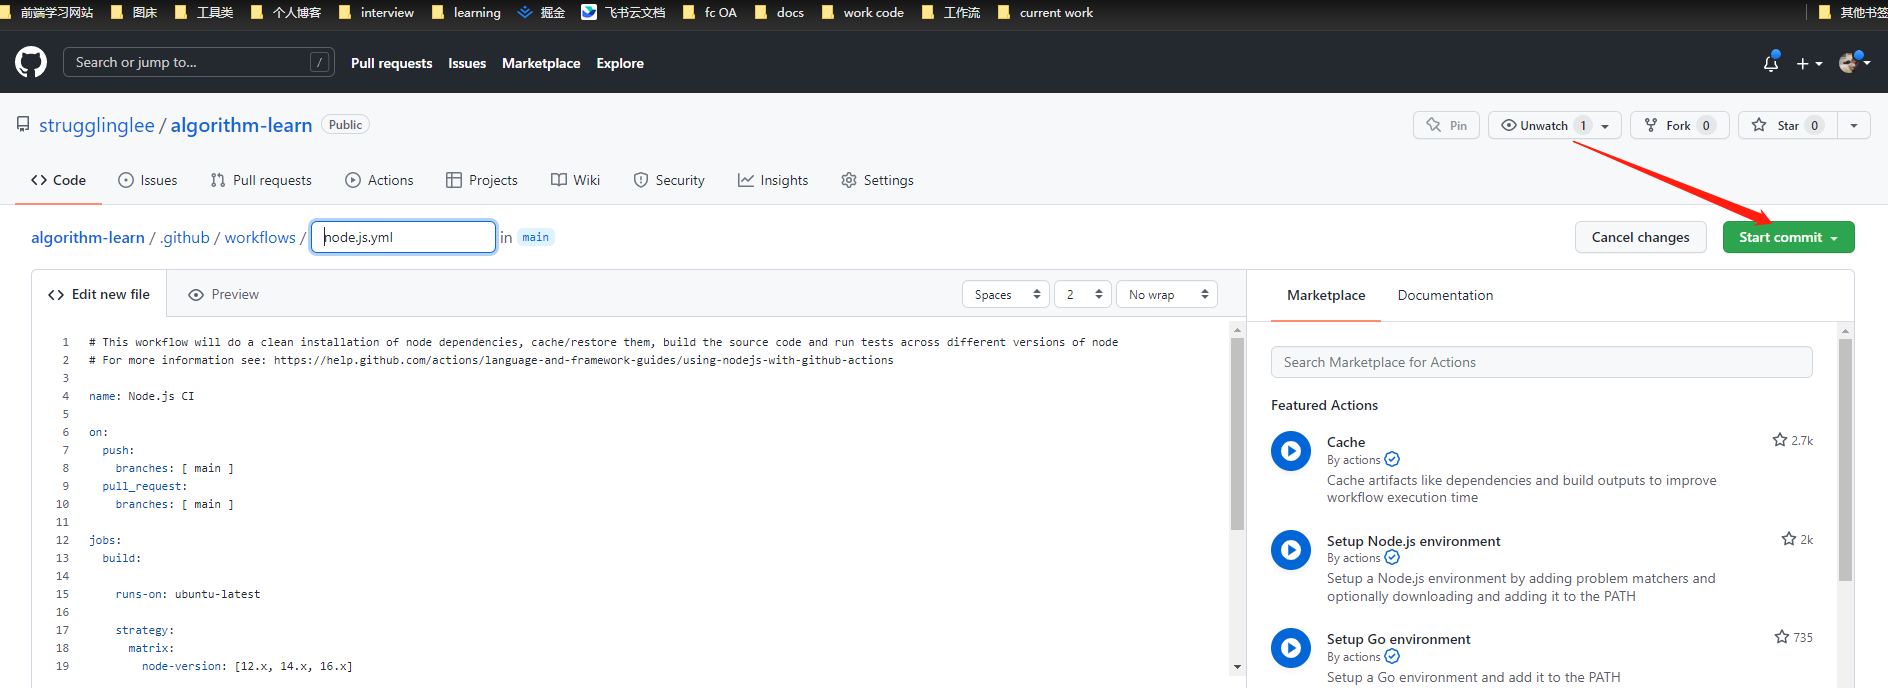 前端学习网站 图床 工具类 个人博客 interview learning 掘金 飞书云文档 fc OA docs work code 工作流 current work 其他书签
Search or jump to... / Pull requests Issues Marketplace Explore
strugglinglee / algorithm-learn Public Pin Unwatch 1 Fork 0 Star 0
Code Issues Pull requests Actions Projects Wiki Security Insights Settings
algorithm-learn / .github / workflows / node.js.yml in main Cancel changes Start commit
Edit new file Preview Spaces 2 No wrap
1 # This workflow will do a clean installation of node dependencies, cache/restore them, build the source code and run tests across different versions of node
2 # For more information see: https://help.github.com/actions/language-and-framework-guides/using-nodejs-with-github-actions
3
4 name: Node.js CI
5
6 on:
7 push:
8 branches: [ main ]
9 pull_request:
10 branches: [ main ]
11
12 jobs:
13 build:
14
15 runs-on: ubuntu-latest
16
17 strategy:
18 matrix:
19 node-version: [12.x, 14.x, 16.x]
Marketplace Documentation
Search Marketplace for Actions
Featured Actions
Cache 2.7k
By actions
Cache artifacts like dependencies and build outputs to improve
workflow execution time
Setup Node.js environment 2k
By actions
Setup a Node.js environment by adding problem matchers and
optionally downloading and adding it to the PATH
Setup Go environment 735
By actions
Setup a Go environment and add it to the PATH